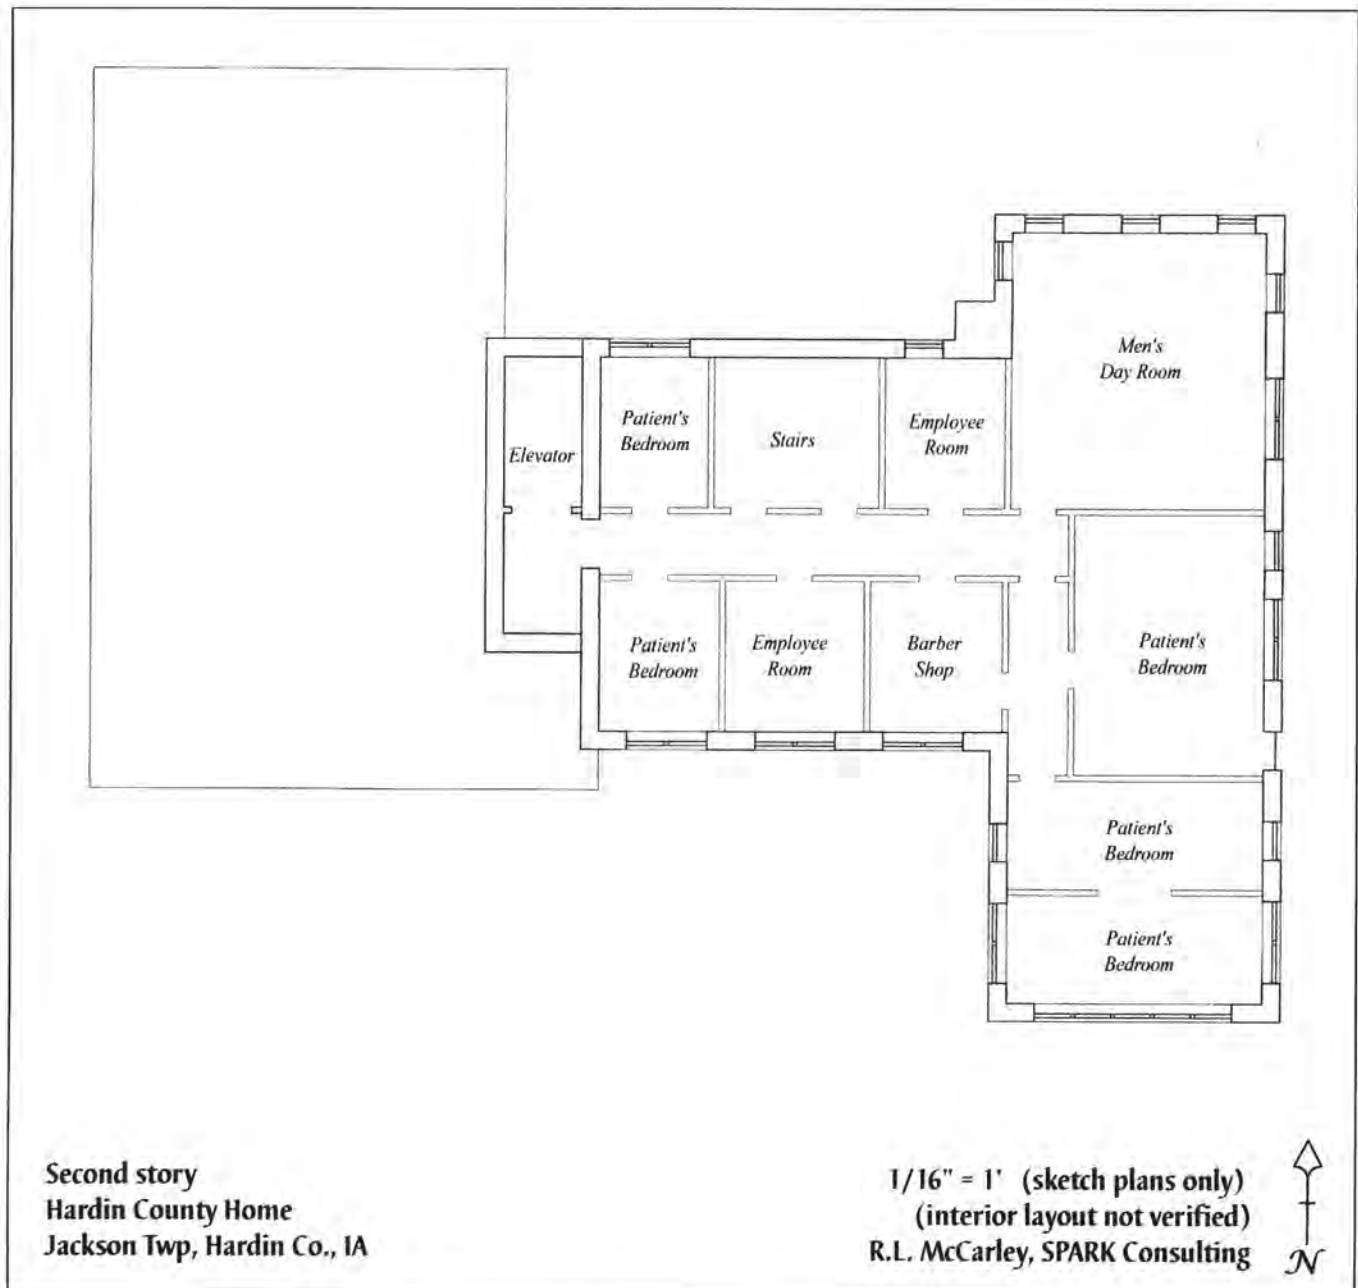 Men's
Day Room
Patient's
Bedroom
Stairs
Employee
Room
Elevator
Patient's
Bedroom
Employee
Room
Barber
Shop
Patient's
Bedroom
Patient's
Bedroom
Patient's
Bedroom
Second story
Hardin County Home
Jackson Twp, Hardin Co., IA
1/16" = 1' (sketch plans only)
(interior layout not verified)
R.L. McCarley, SPARK Consulting
N